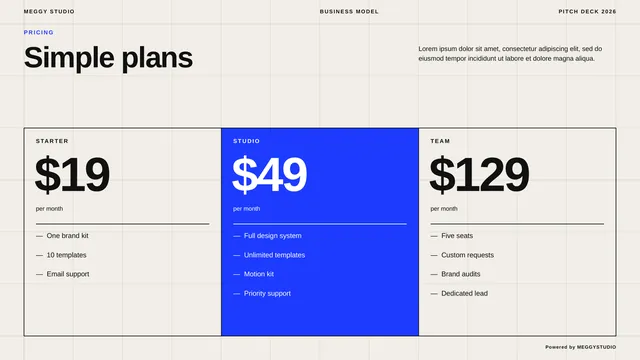 MEGGY STUDIO
BUSINESS MODEL
PITCH DECK 2026
PRICING
Simple plans
Lorem ipsum dolor sit amet, consectetur adipiscing elit, sed do
eiusmod tempor incididunt ut labore et dolore magna aliqua.
STARTER
$19
per month
— One brand kit
— 10 templates
— Email support
STUDIO
$49
per month
— Full design system
— Unlimited templates
— Motion kit
— Priority support
TEAM
$129
per month
— Five seats
— Custom requests
— Brand audits
— Dedicated lead
Powered by MEGGYSTUDIO